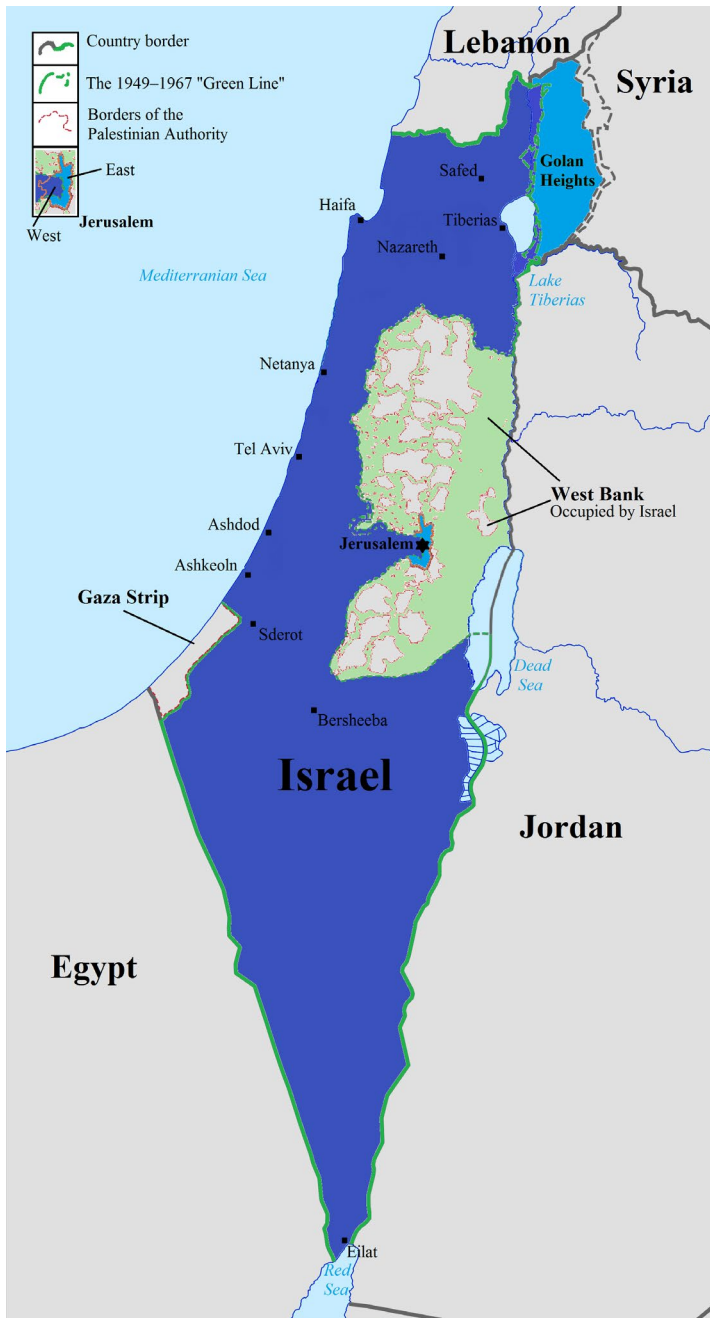 Country border
The 1949–1967 "Green Line"
Borders of the
Palestinian Authority
East
West
Jerusalem
Lebanon
Syria
Golan
Heights
Safed
Haifa
Tiberias
Nazareth
Mediterranean Sea
Lake
Tiberias
Netanya
Tel Aviv
West Bank
Occupied by Israel
Ashdod
Jerusalem
Ashkeoln
Gaza Strip
Sderot
Dead
Sea
Bersheeba
Israel
Jordan
Egypt
Eilat
Red
Sea